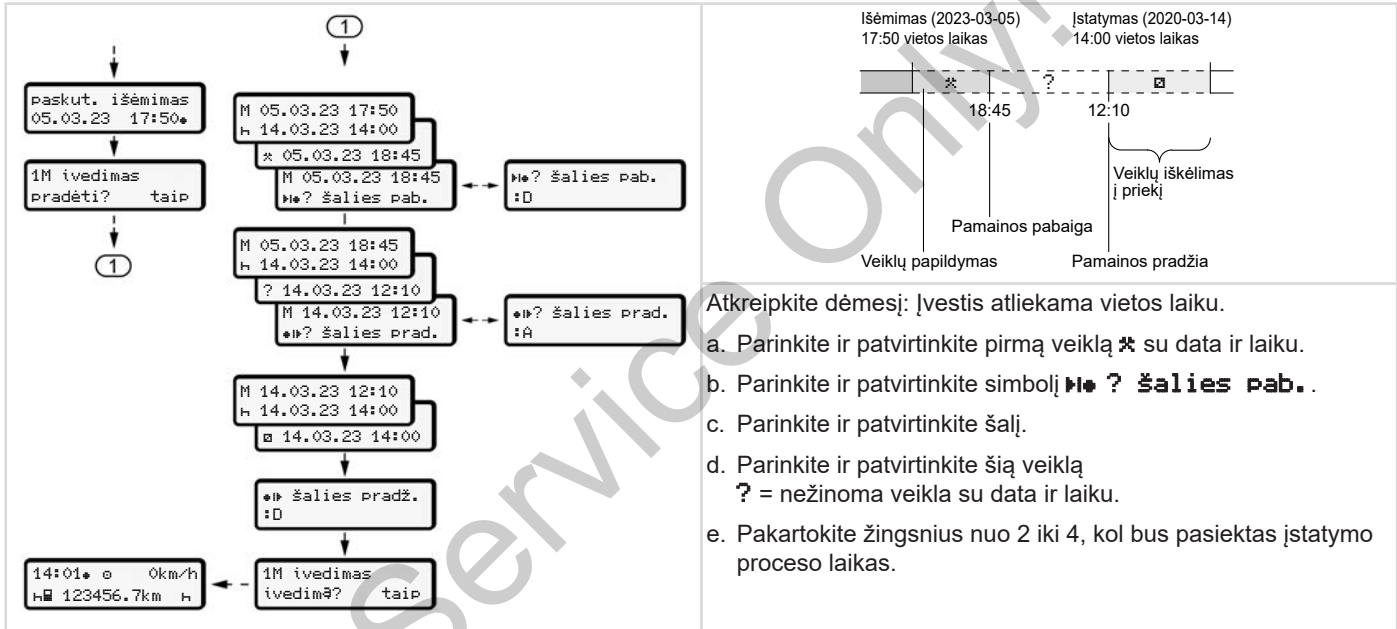 1
paskut. išėmimas
05.03.23 17:50•
1M ivedimas
pradėti? taip
1
M 05.03.23 17:50
h 14.03.23 14:00
⚒ 05.03.23 18:45
M 05.03.23 18:45
▶I•? šalies pab.
▶I•? šalies pab.
:D
M 05.03.23 18:45
h 14.03.23 14:00
? 14.03.23 12:10
M 14.03.23 12:10
•I▶? šalies prad.
•I▶? šalies prad.
:A
M 14.03.23 12:10
h 14.03.23 14:00
⍁ 14.03.23 14:00
•I▶ šalies pradž.
:D
1M ivedimas
ivedimą? taip
14:01• ⊙ 0km/h
h 123456.7km h
Išėmimas (2023-03-05)
17:50 vietos laikas
Įstatymas (2020-03-14)
14:00 vietos laikas
⚒ ? ⍁
18:45 12:10
Veiklų iškėlimas
į priekį
Pamainos pabaiga
Veiklų papildymas Pamainos pradžia
Atkreipkite dėmesį: Įvestis atliekama vietos laiku.
a. Parinkite ir patvirtinkite pirmą veiklą ⚒ su data ir laiku.
b. Parinkite ir patvirtinkite simbolį ▶I• ? šalies pab..
c. Parinkite ir patvirtinkite šalį.
d. Parinkite ir patvirtinkite šią veiklą
? = nežinoma veikla su data ir laiku.
e. Pakartokite žingsnius nuo 2 iki 4, kol bus pasiektas įstatymo
proceso laikas.
Service Only!